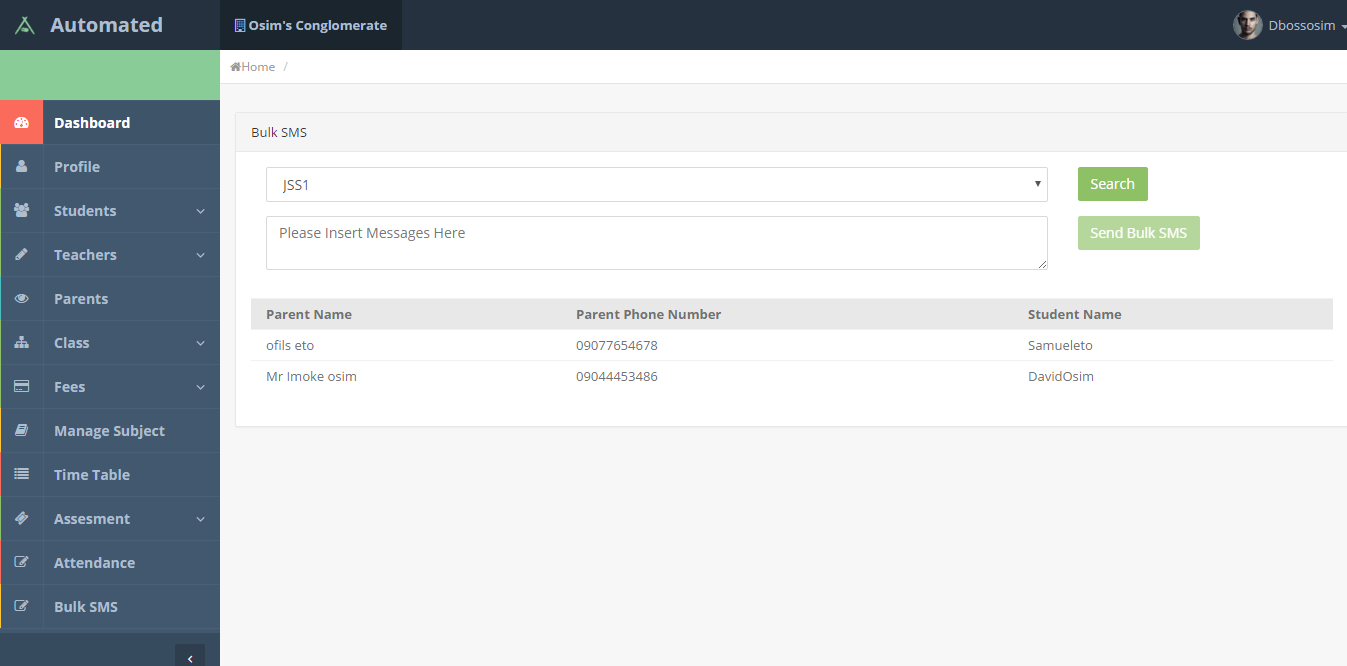 Automated
Osim's Conglomerate
Dbossosim
Home /
Dashboard
Profile
Students
Teachers
Parents
Class
Fees
Manage Subject
Time Table
Assesment
Attendance
Bulk SMS
Bulk SMS
JSS1
Search
Please Insert Messages Here
Send Bulk SMS
Parent Name Parent Phone Number Student Name
ofils eto 09077654678 Samueleto
Mr Imoke osim 09044453486 DavidOsim